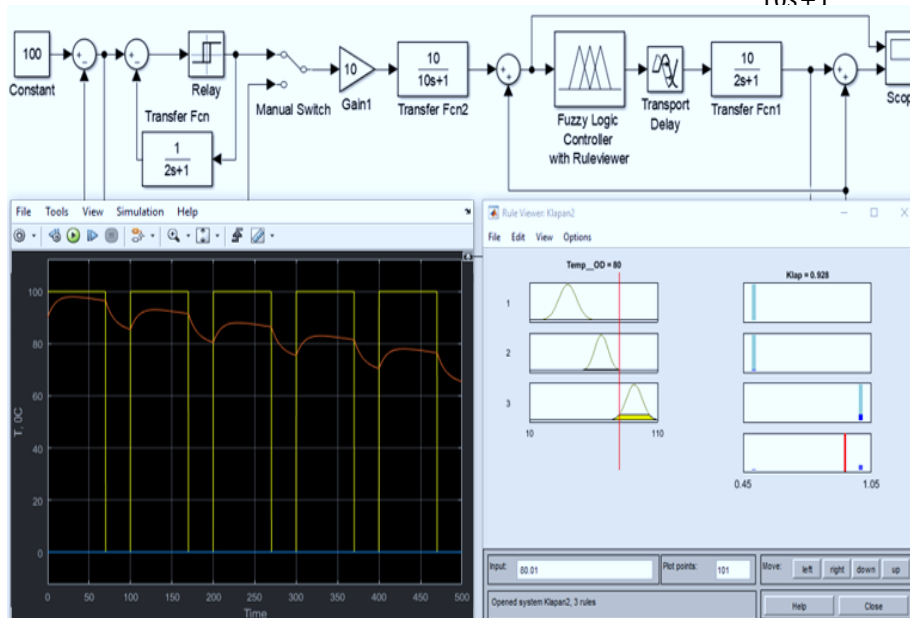 10s+1
100
Constant
Relay
Transfer Fcn
1
2s+1
Manual Switch
10
Gain1
10
10s+1
Transfer Fcn2
Fuzzy Logic
Controller
with Ruleviewer
Transport
Delay
10
2s+1
Transfer Fcn1
Scop
File Tools View Simulation Help
100
80
60
40
20
0
T, 0C
0 50 100 150 200 250 300 350 400 450 500
Time
Rule Viewer: Klapan2
File Edit View Options
Temp__OD = 80
Klap = 0.928
1
2
3
10 110
0.45 1.05
Input: 80.01
Plot points: 101
Move: left right down up
Opened system Klapan2, 3 rules
Help Close